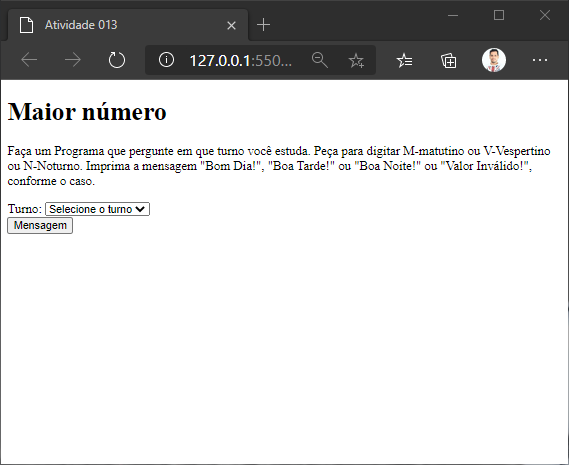 Atividade 013
127.0.0.1:550...
Maior número
Faça um Programa que pergunte em que turno você estuda. Peça para digitar M-matutino ou V-Vespertino
ou N-Noturno. Imprima a mensagem "Bom Dia!", "Boa Tarde!" ou "Boa Noite!" ou "Valor Inválido!",
conforme o caso.
Turno: Selecione o turno
Mensagem